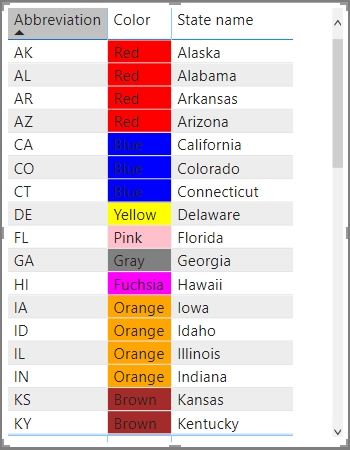 Abbreviation Color State name
AK Red Alaska
AL Red Alabama
AR Red Arkansas
AZ Red Arizona
CA Blue California
CO Blue Colorado
CT Blue Connecticut
DE Yellow Delaware
FL Pink Florida
GA Gray Georgia
HI Fuchsia Hawaii
IA Orange Iowa
ID Orange Idaho
IL Orange Illinois
IN Orange Indiana
KS Brown Kansas
KY Brown Kentucky